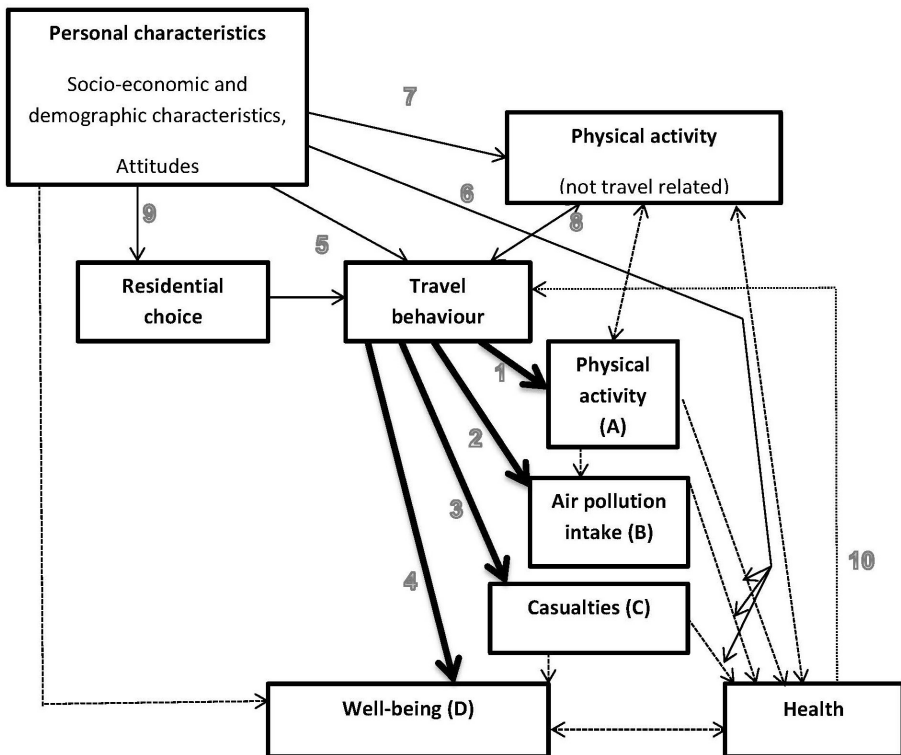 Personal characteristics
Socio-economic and
demographic characteristics,
Attitudes
7
Physical activity
(not travel related)
6
8
9
5
Residential
choice
Travel
behaviour
1
Physical
activity
(A)
2
Air pollution
intake (B)
3
10
4
Casualties (C)
Well-being (D)
Health